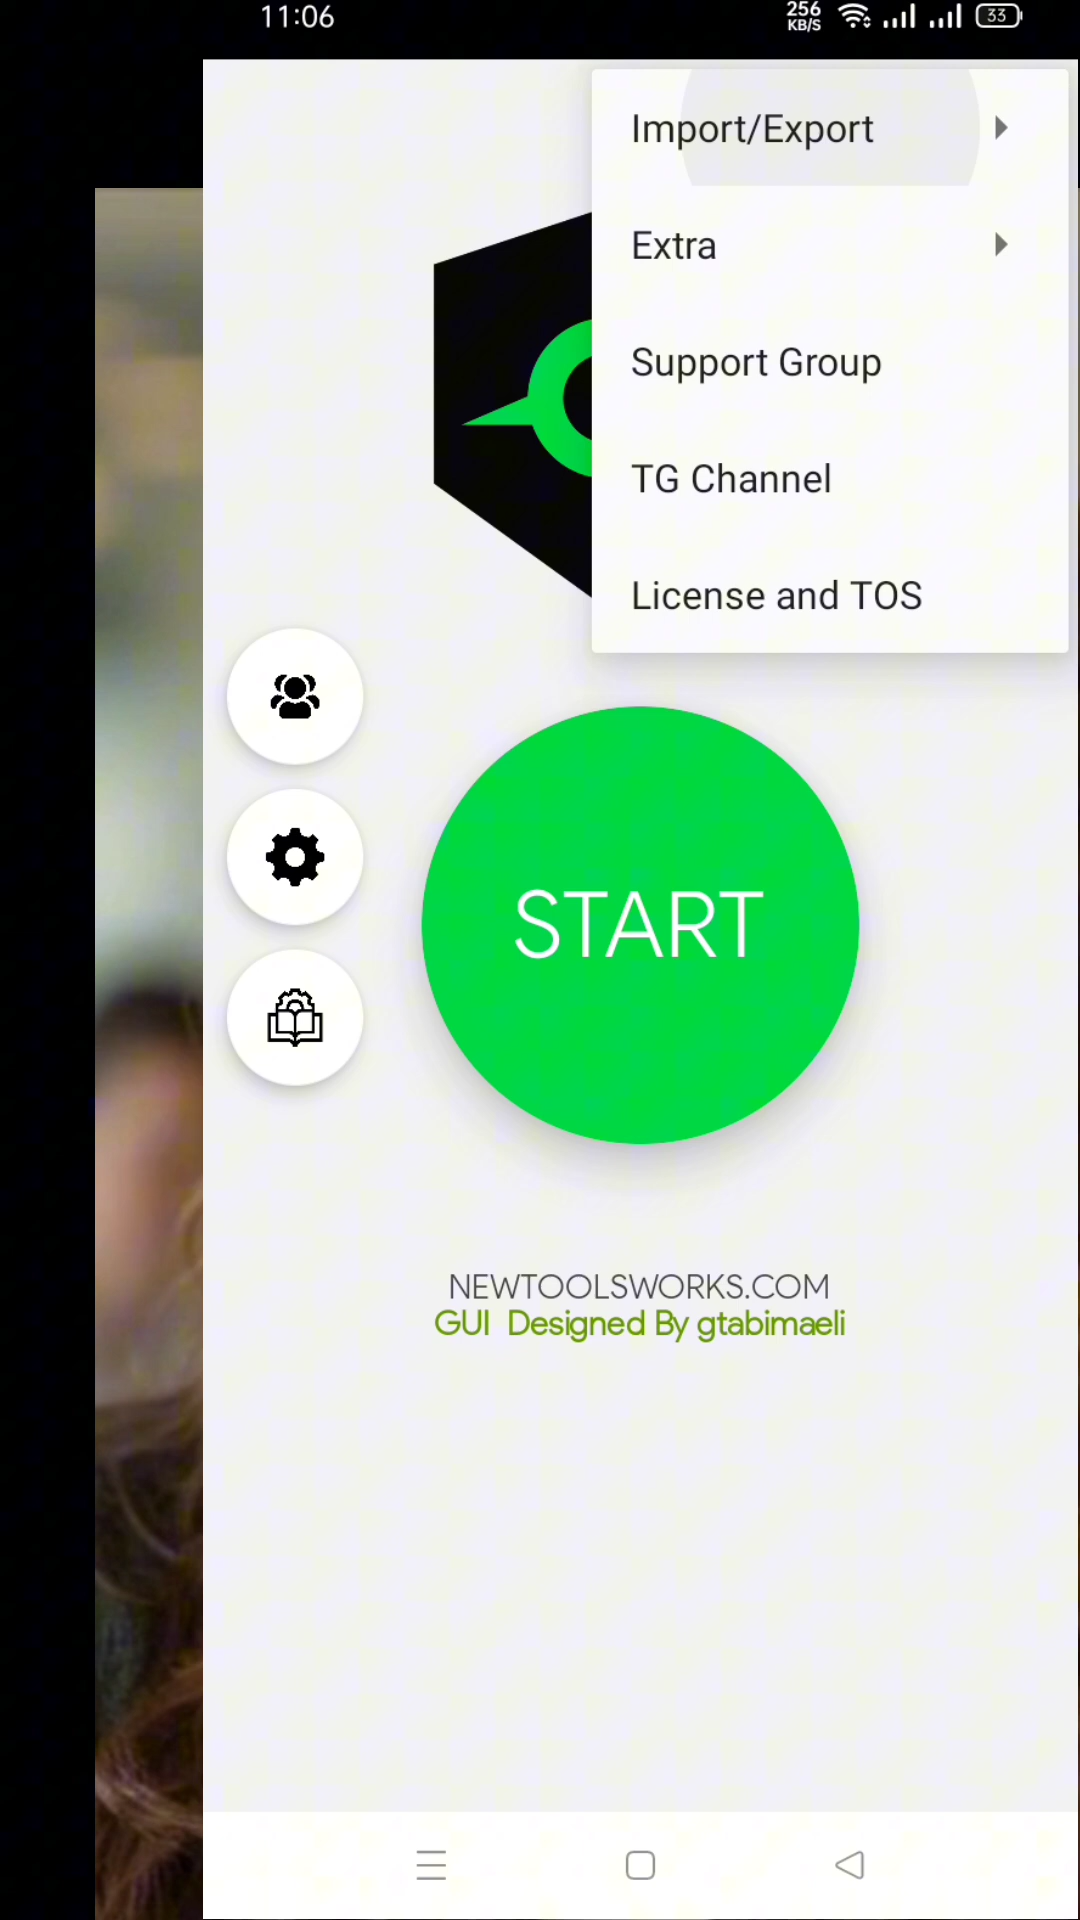 11:06
256
KB/S
33
Import/Export
Extra
Support Group
TG Channel
License and TOS
START
NEWTOOLSWORKS.COM
GUI Designed By gtabimaeli